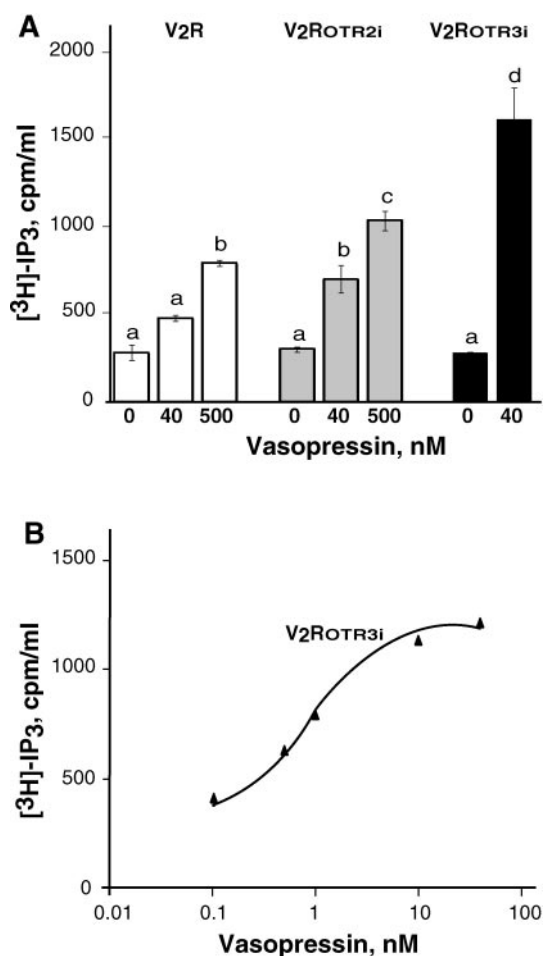 A
V2R V2ROTR2i V2ROTR3i
[3H]-IP3, cpm/ml
2000
1500
1000
500
0
a a b a b c a d
0 40 500 0 40 500 0 40
Vasopressin, nM
B
[3H]-IP3, cpm/ml
1500
1000
500
0
V2ROTR3i
0.01 0.1 1 10 100
Vasopressin, nM